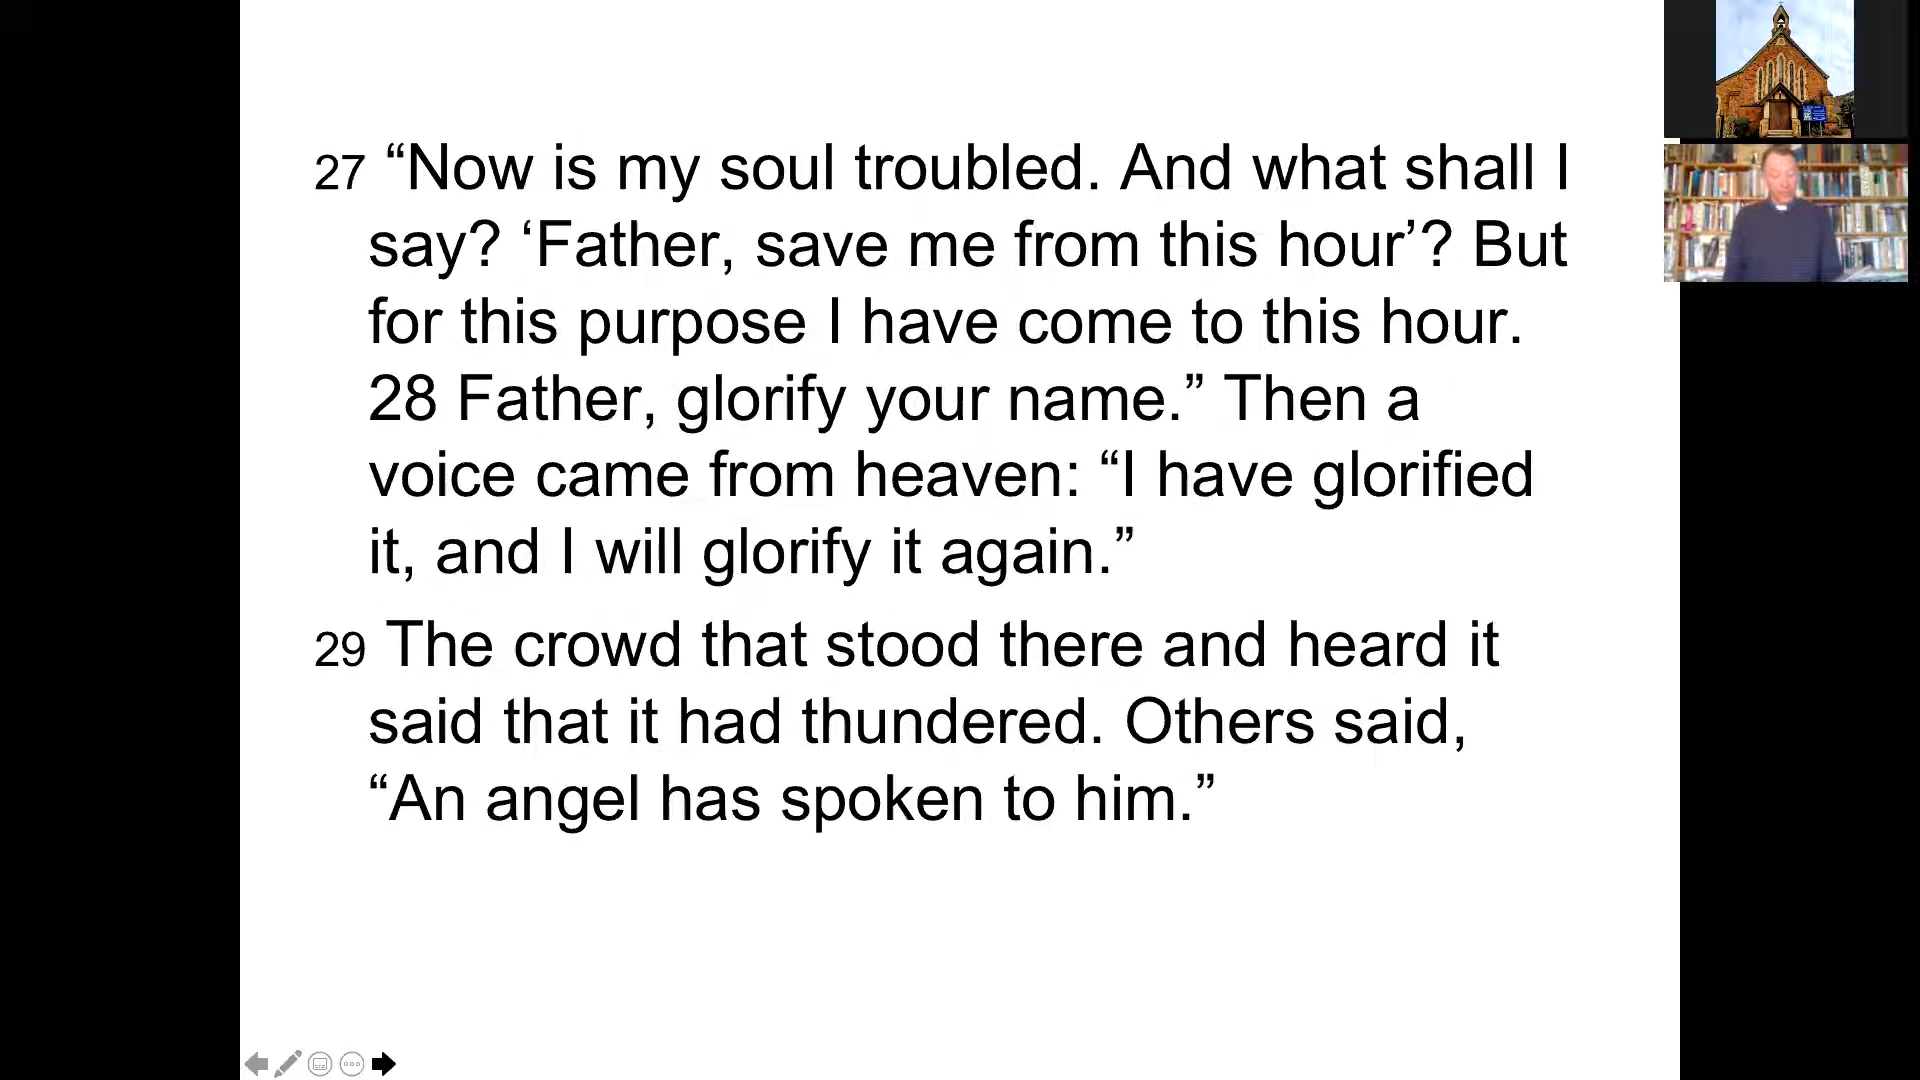 27 “Now is my soul troubled. And what shall I
say? ‘Father, save me from this hour’? But
for this purpose I have come to this hour.
28 Father, glorify your name.” Then a
voice came from heaven: “I have glorified
it, and I will glorify it again.”
29 The crowd that stood there and heard it
said that it had thundered. Others said,
“An angel has spoken to him.”